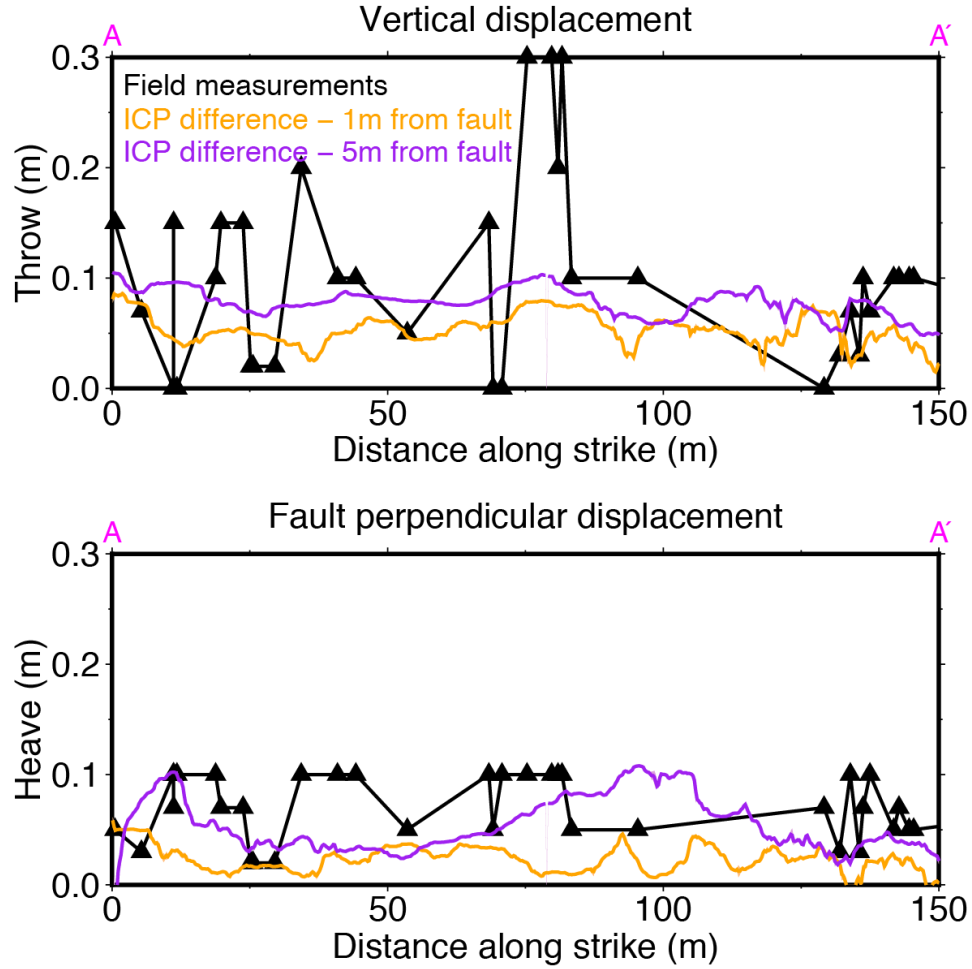 Vertical displacement
A
A´
0.3
Field measurements
ICP difference – 1m from fault
ICP difference – 5m from fault
0.2
Throw (m)
0.1
0.0
0
50
100
150
Distance along strike (m)
Fault perpendicular displacement
A
A´
0.3
0.2
Heave (m)
0.1
0.0
0
50
100
150
Distance along strike (m)